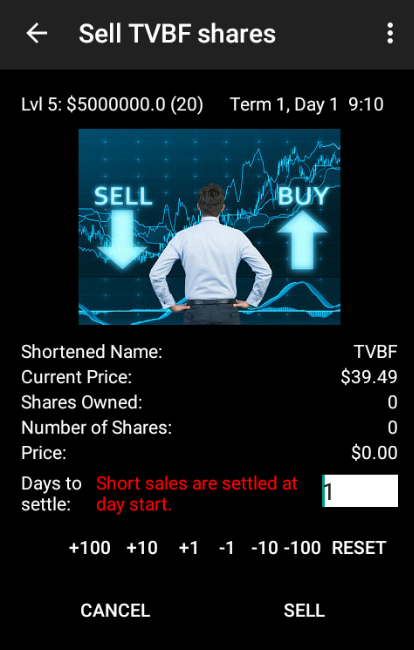 Sell TVBF shares
Lvl 5: $5000000.0 (20) Term 1, Day 1 9:10
SELL BUY
Shortened Name: TVBF
Current Price: $39.49
Shares Owned: 0
Number of Shares: 0
Price: $0.00
Days to settle: Short sales are settled at day start. 1
+100 +10 +1 -1 -10 -100 RESET
CANCEL SELL